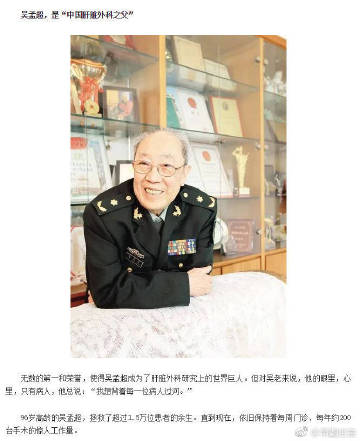 吴孟超，是“中国肝脏外科之父”
无数的第一和荣誉，使得吴孟超成为了肝脏外科研究上的世界巨人。但对吴老来说，他的眼里，心
里，只有病人，他总说：“我想背着每一位病人过河。”
96岁高龄的吴孟超，拯救了超过1.5万位患者的余生。直到现在，依旧保持着每周门诊、每年约200
台手术的惊人工作量。